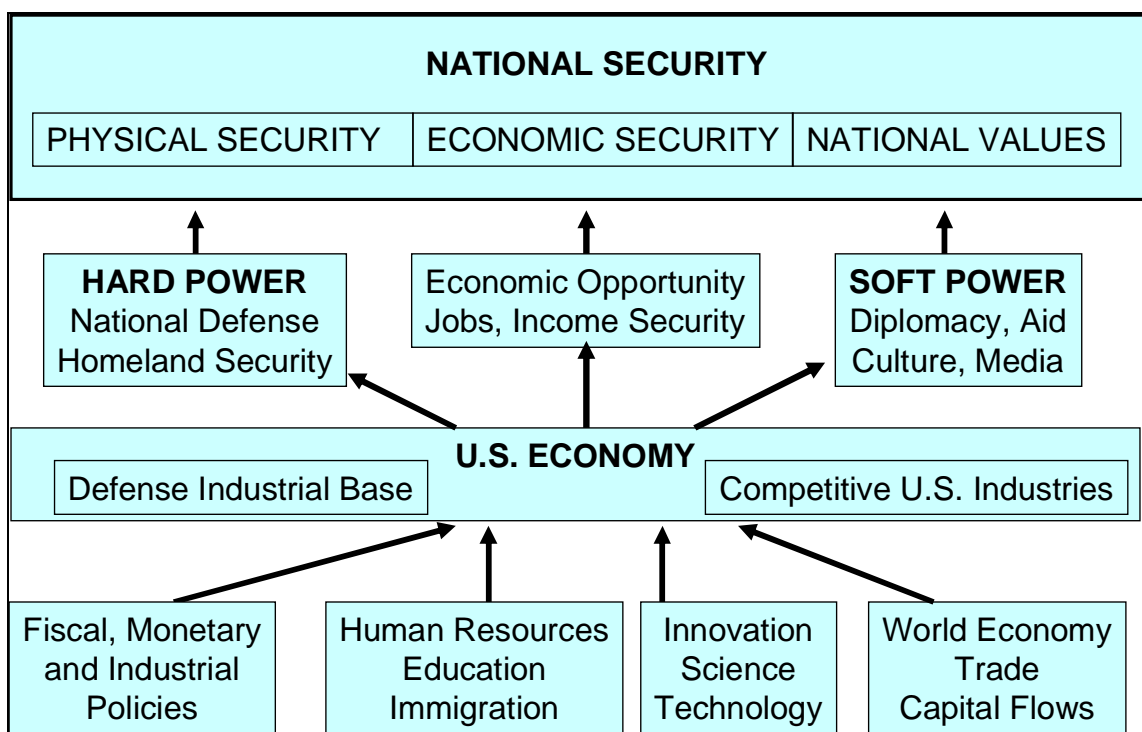 NATIONAL SECURITY
PHYSICAL SECURITY
ECONOMIC SECURITY
NATIONAL VALUES
HARD POWER
National Defense
Homeland Security
Economic Opportunity
Jobs, Income Security
SOFT POWER
Diplomacy, Aid
Culture, Media
U.S. ECONOMY
Defense Industrial Base
Competitive U.S. Industries
Fiscal, Monetary
and Industrial
Policies
Human Resources
Education
Immigration
Innovation
Science
Technology
World Economy
Trade
Capital Flows